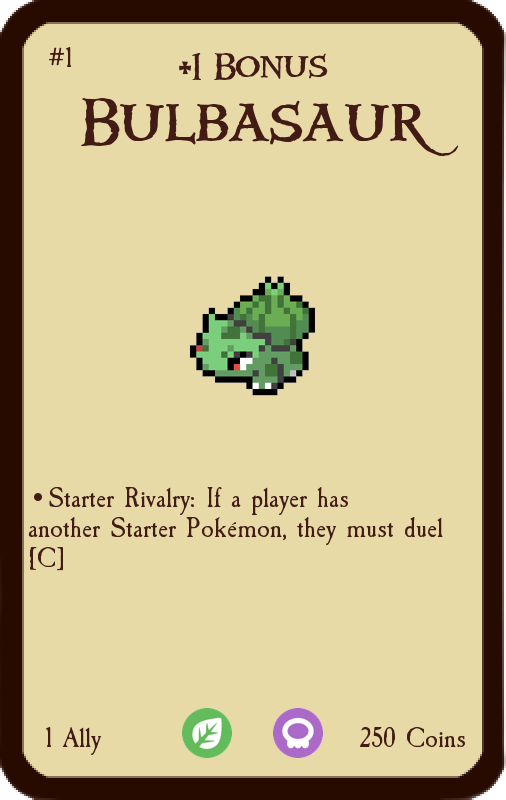 #1
+1 Bonus
Bulbasaur
• Starter Rivalry: If a player has
another Starter Pokémon, they must duel
[C]
1 Ally
250 Coins